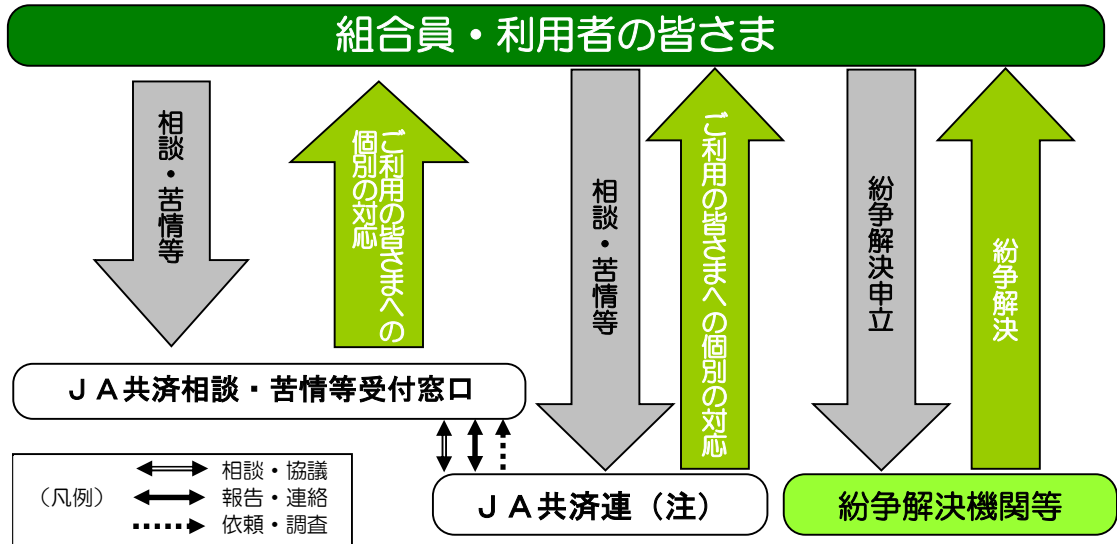 組合員・利用者の皆さま
相談・苦情等
ご利用の皆さまへの
個別の対応
相談・苦情等
ご利用の皆さまへの個別の対応
紛争解決申立
紛争解決
ＪＡ共済相談・苦情等受付窓口
（凡例）
相談・協議
報告・連絡
依頼・調査
ＪＡ共済連（注）
紛争解決機関等